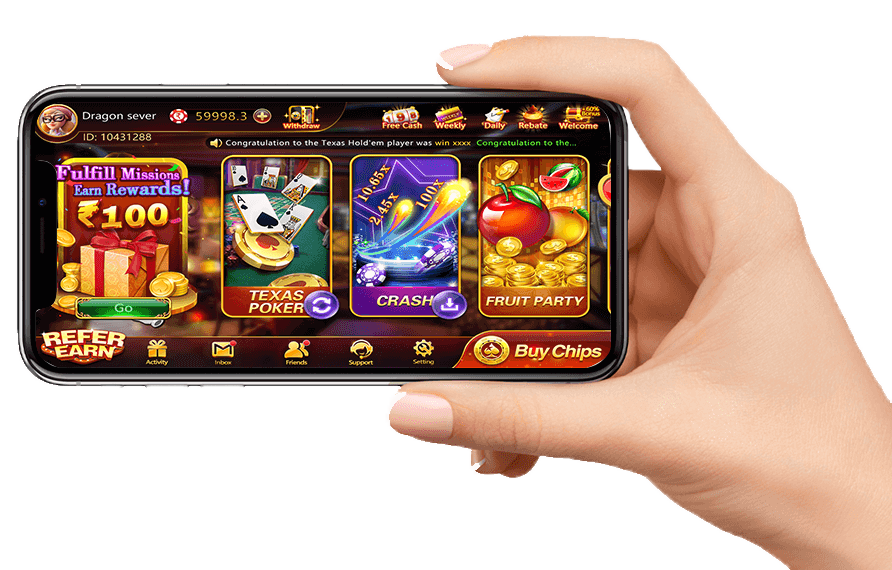 Dragon sever
59998.3
Withdraw
Free Cash
Weekly
Daily
Rebate
+60%
Bonus
Welcome
ID: 10431288
Congratulation to the Texas Hold'em player was win xxxx Congratulation to the...
Fulfill Missions
Earn Rewards!
₹100
Go
A
TEXAS
POKER
10.65x
2.45x
100x
CRASH
FRUIT PARTY
REFER
EARN
Activity
Inbox
Friends
Support
Setting
Buy Chips